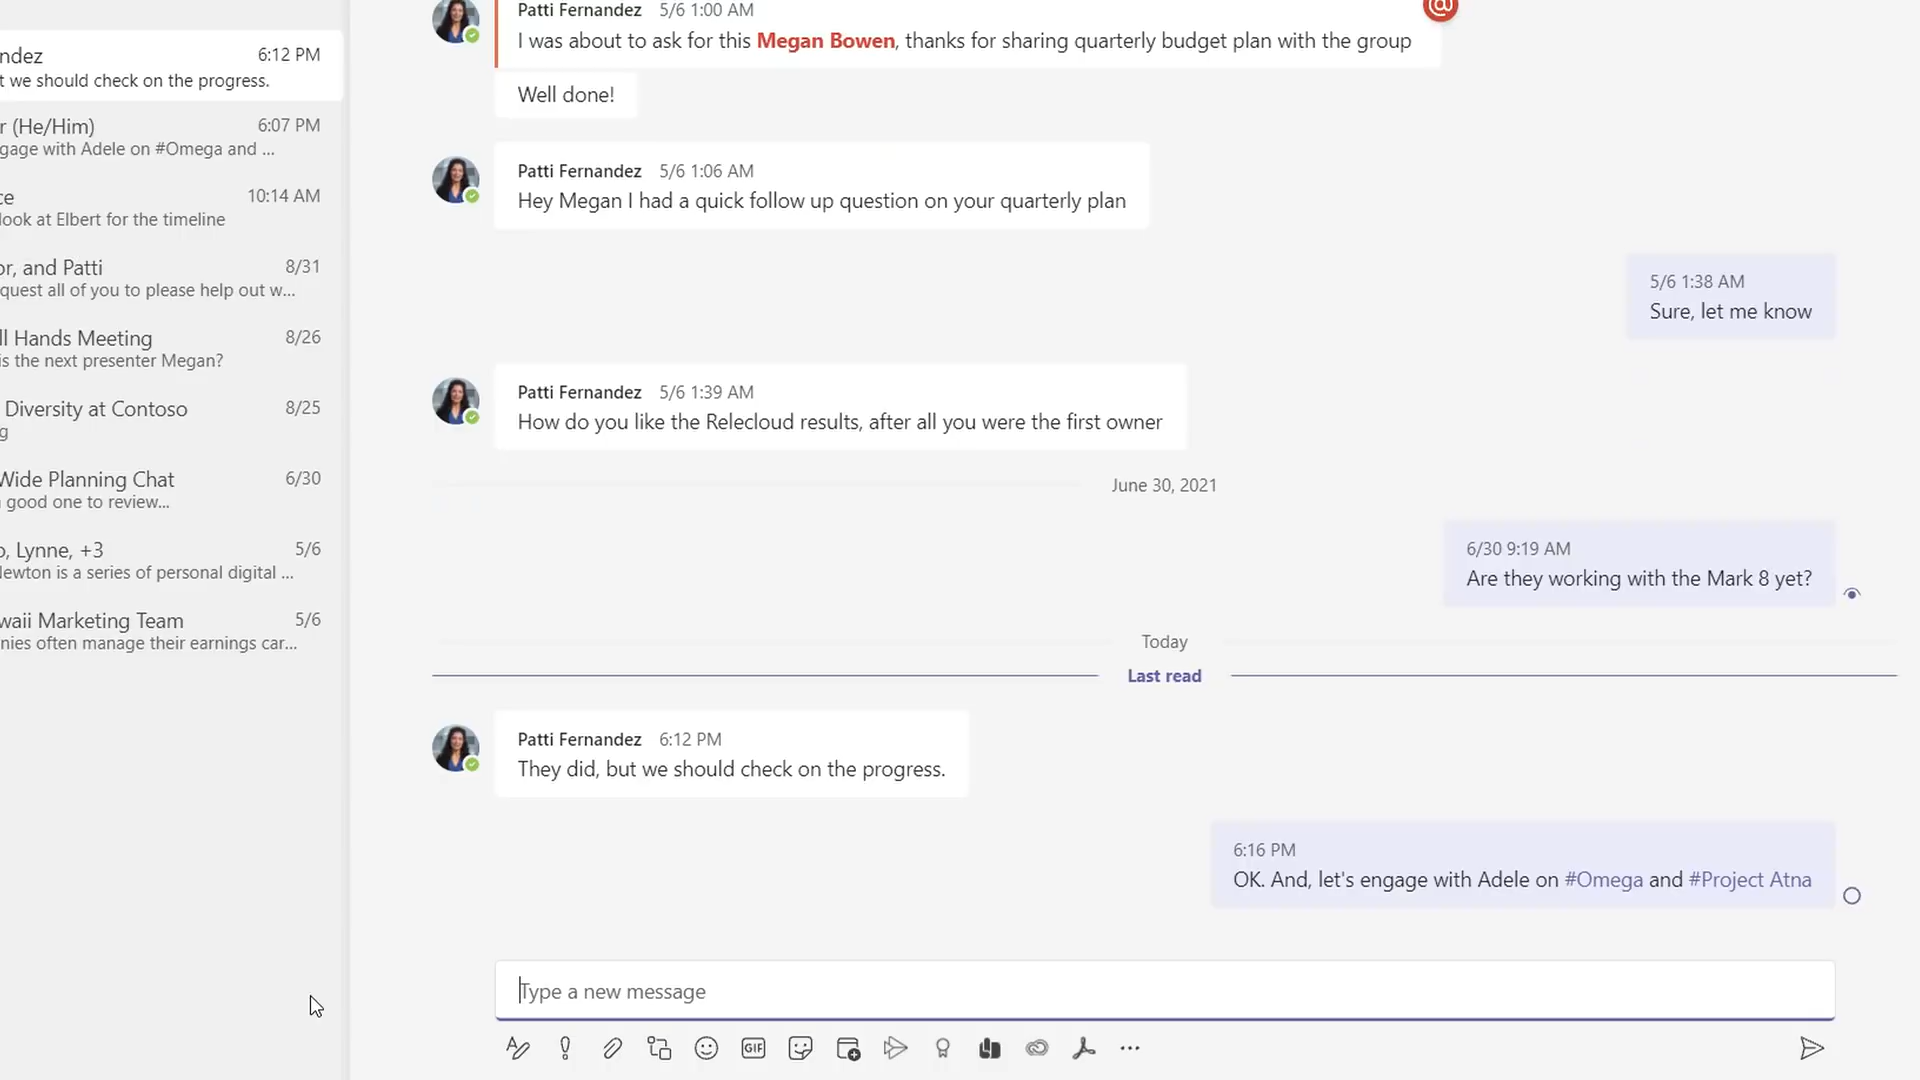 ndez 6:12 PM
t we should check on the progress.
r (He/Him) 6:07 PM
gage with Adele on #Omega and ...
ce 10:14 AM
look at Elbert for the timeline
or, and Patti 8/31
quest all of you to please help out w...
ll Hands Meeting 8/26
is the next presenter Megan?
Diversity at Contoso 8/25
g
Wide Planning Chat 6/30
good one to review...
o, Lynne, +3 5/6
Newton is a series of personal digital ...
waii Marketing Team 5/6
nies often manage their earnings car...
Patti Fernandez 5/6 1:00 AM
@
I was about to ask for this Megan Bowen, thanks for sharing quarterly budget plan with the group
Well done!
Patti Fernandez 5/6 1:06 AM
Hey Megan I had a quick follow up question on your quarterly plan
5/6 1:38 AM
Sure, let me know
Patti Fernandez 5/6 1:39 AM
How do you like the Relecloud results, after all you were the first owner
June 30, 2021
6/30 9:19 AM
Are they working with the Mark 8 yet?
Today
Last read
Patti Fernandez 6:12 PM
They did, but we should check on the progress.
6:16 PM
OK. And, let's engage with Adele on #Omega and #Project Atna
Type a new message
GIF